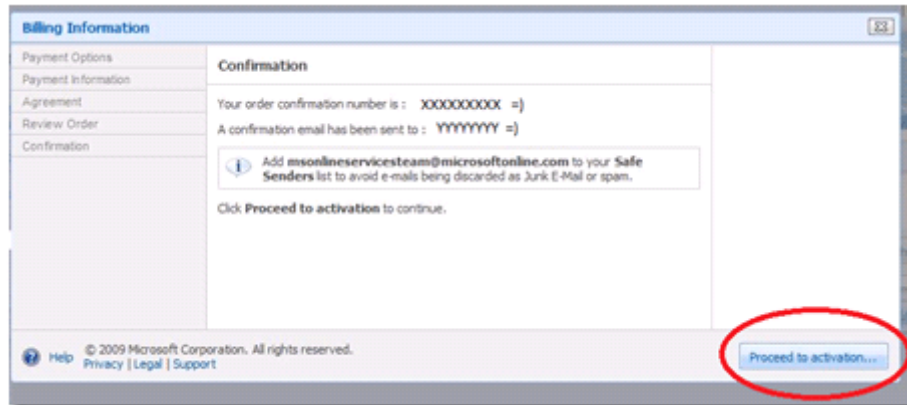 Billing Information
Payment Options
Payment Information
Agreement
Review Order
Confirmation
Confirmation
Your order confirmation number is : XXXXXXXXX =)
A confirmation email has been sent to : YYYYYYYY =)
Add msonlineservicesteam@microsoftonline.com to your Safe
Senders list to avoid e-mails being discarded as Junk E-Mail or spam.
Click Proceed to activation to continue.
Help
© 2009 Microsoft Corporation. All rights reserved.
Privacy | Legal | Support
Proceed to activation...